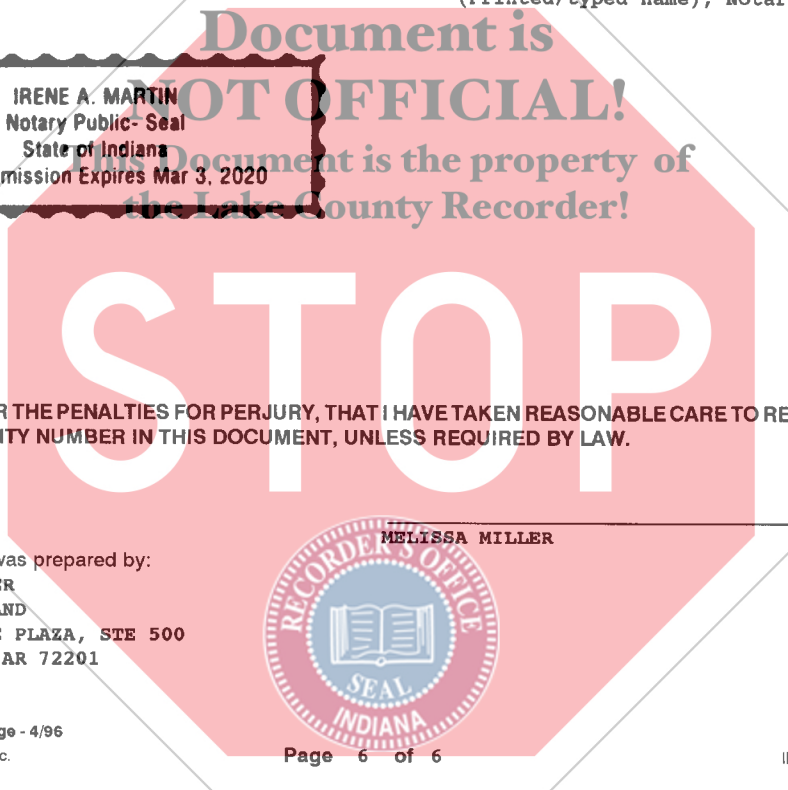 (Printed/typed name), Notar
Document is
NOT OFFICIAL!
This Document is the property of
the Lake County Recorder!
IRENE A. MARTIN
Notary Public- Seal
State of Indiana
mission Expires Mar 3, 2020
STOP
R THE PENALTIES FOR PERJURY, THAT I HAVE TAKEN REASONABLE CARE TO RE
ITY NUMBER IN THIS DOCUMENT, UNLESS REQUIRED BY LAW.
MELISSA MILLER
was prepared by:
ER
AND
PLAZA, STE 500
AR 72201
RECORDER'S OFFICE
SEAL
INDIANA
ge - 4/96
c.
Page 6 of 6